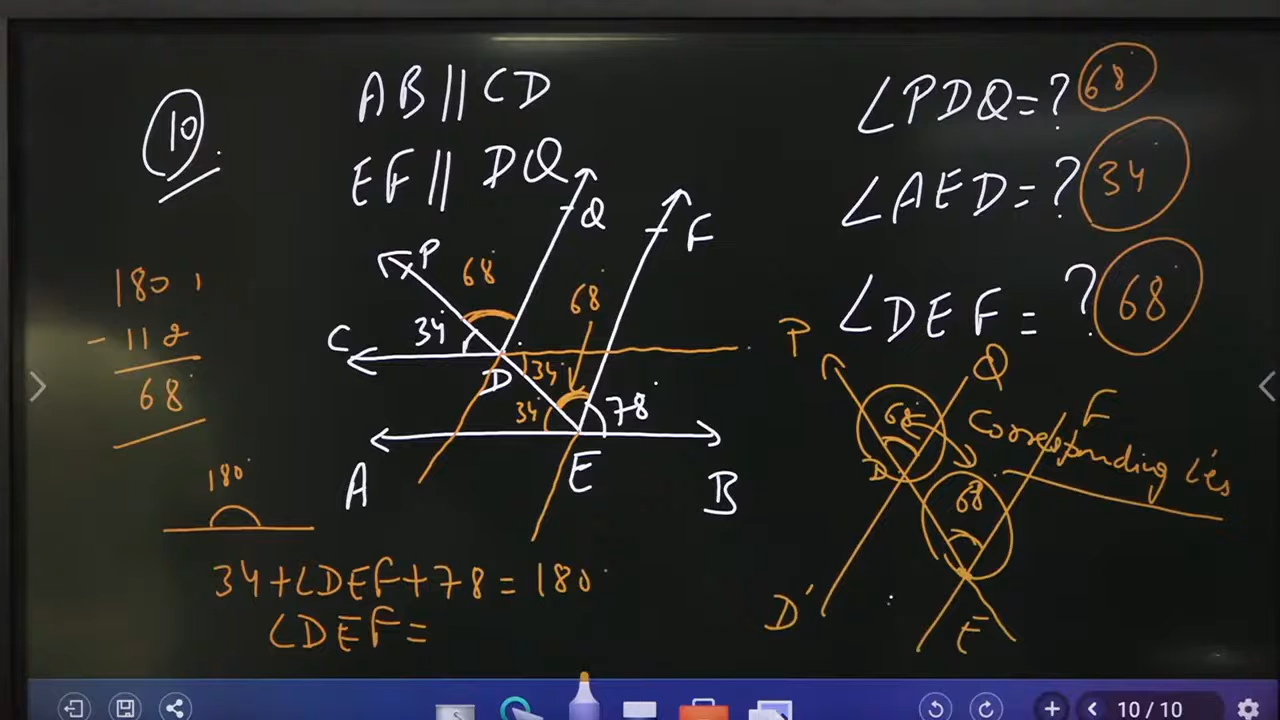 10
AB || CD
EF || DQ
∠PDQ = ? 68°
∠AED = ? 34°
∠DEF = ? 68°
Q
F
P
68°
68°
C
34°
D
34°
34°
78°
A
E
B
180
- 112
68°
180°
34 + ∠DEF + 78 = 180°
∠DEF =
P
Q
F
68°
Corresponding ∠'es
D
68°
D'
E
10 / 10